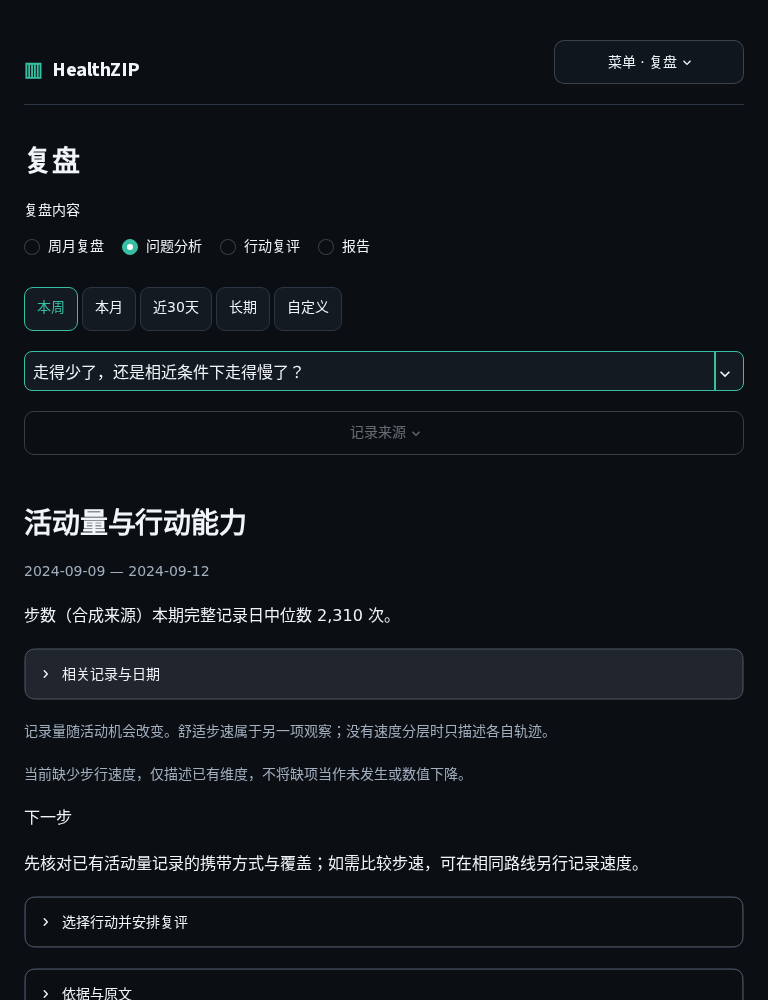 HealthZIP
菜单 · 复盘
复盘
复盘内容
周月复盘 问题分析 行动复评 报告
本周 本月 近30天 长期 自定义
走得少了，还是相近条件下走得慢了？
记录来源
活动量与行动能力
2024-09-09 — 2024-09-12
步数（合成来源）本期完整记录日中位数 2,310 次。
相关记录与日期
记录量随活动机会改变。舒适步速属于另一项观察；没有速度分层时只描述各自轨迹。
当前缺少步行速度，仅描述已有维度，不将缺项当作未发生或数值下降。
下一步
先核对已有活动量记录的携带方式与覆盖；如需比较步速，可在相同路线另行记录速度。
选择行动并安排复评
依据与原文